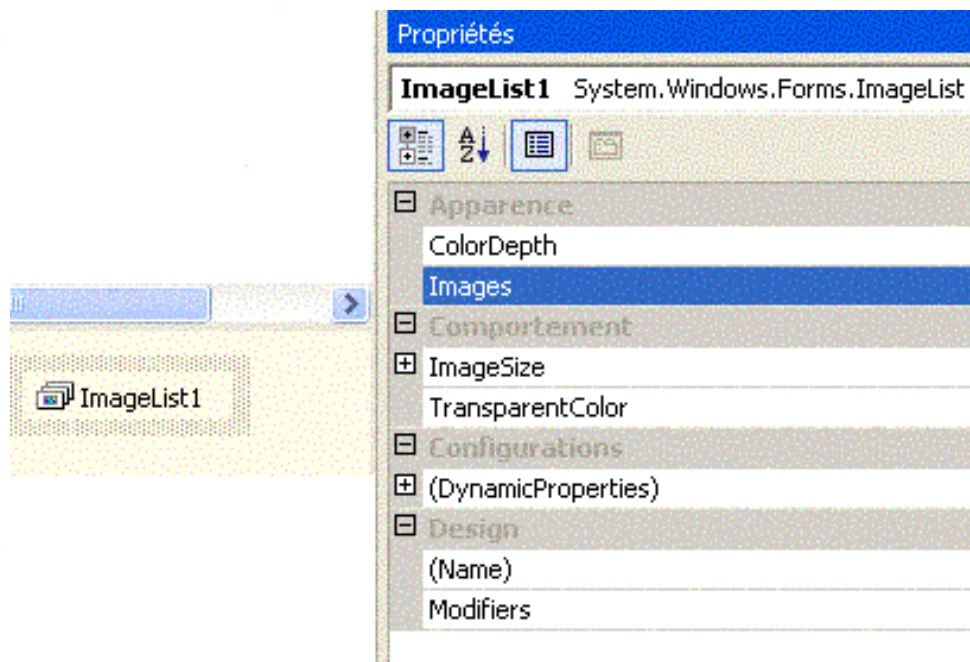 Propriétés
ImageList1 System.Windows.Forms.ImageList
Apparence
ColorDepth
Images
Comportement
ImageSize
ImageList1
TransparentColor
Configurations
(DynamicProperties)
Design
(Name)
Modifiers